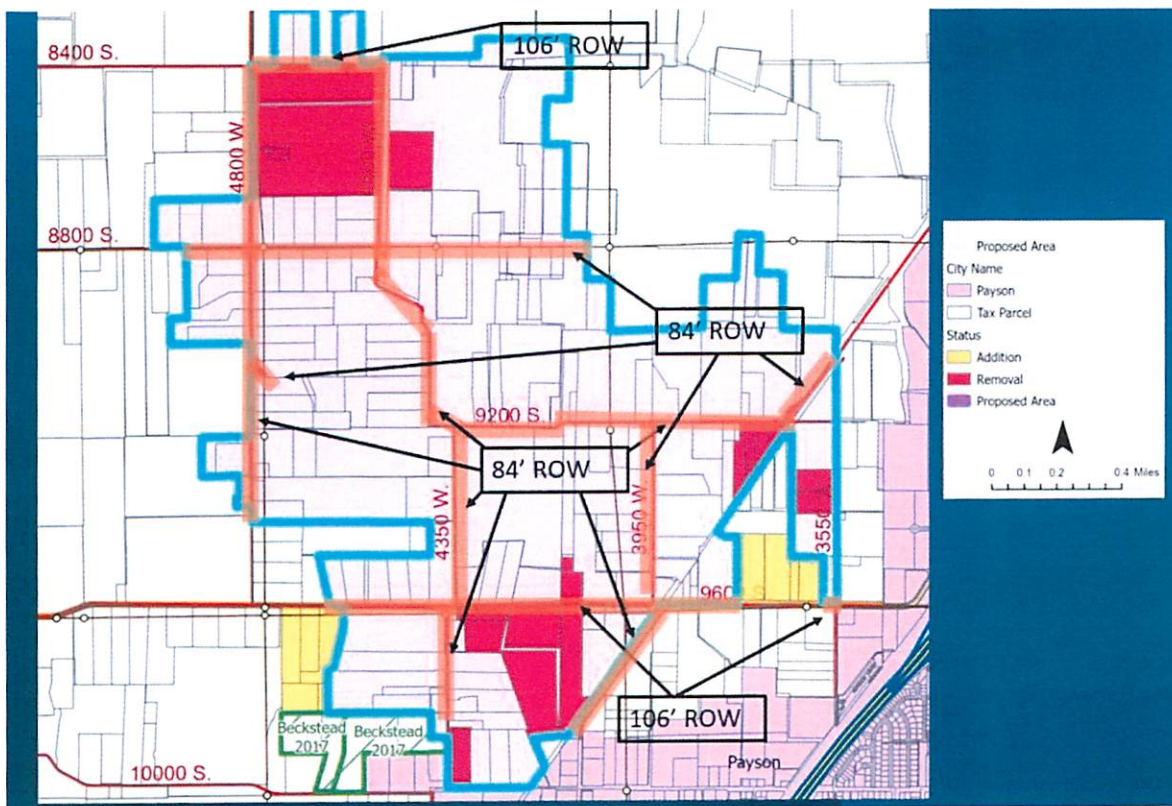 106' ROW
8400 S.
4800 W.
8800 S.
84' ROW
9200 S.
84' ROW
4350 W.
3950 W.
3550
960
106' ROW
Beckstead
2017
Beckstead
2017
10000 S.
Payson
Proposed Area
City Name
Payson
Tax Parcel
Status
Addition
Removal
Proposed Area
0 0.1 0.2 0.4 Miles